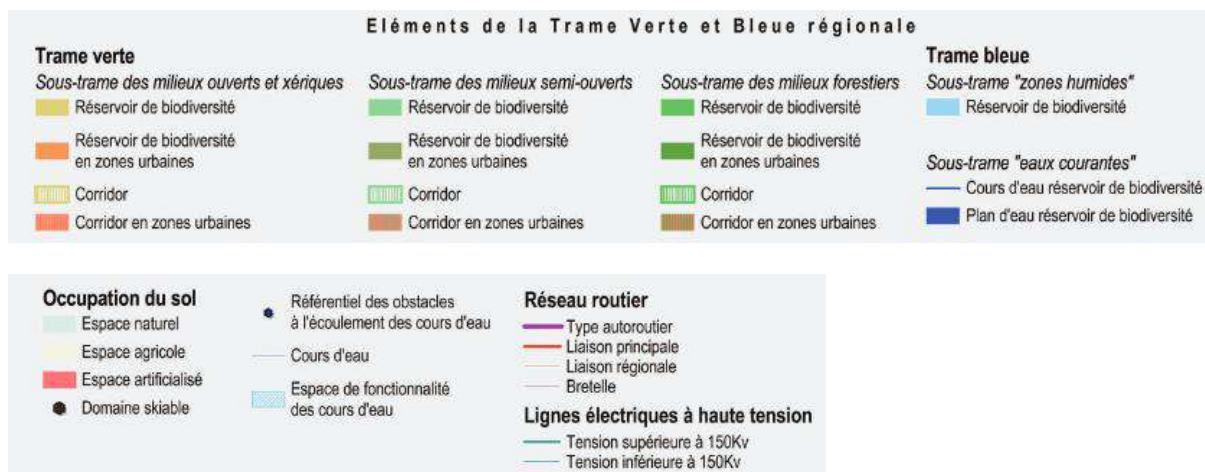 Eléments de la Trame Verte et Bleue régionale
Trame verte
Sous-trame des milieux ouverts et xériques
Réservoir de biodiversité
Réservoir de biodiversité
en zones urbaines
Corridor
Corridor en zones urbaines
Sous-trame des milieux semi-ouverts
Réservoir de biodiversité
Réservoir de biodiversité
en zones urbaines
Corridor
Corridor en zones urbaines
Sous-trame des milieux forestiers
Réservoir de biodiversité
Réservoir de biodiversité
en zones urbaines
Corridor
Corridor en zones urbaines
Trame bleue
Sous-trame "zones humides"
Réservoir de biodiversité
Sous-trame "eaux courantes"
Cours d'eau réservoir de biodiversité
Plan d'eau réservoir de biodiversité
Occupation du sol
Espace naturel
Espace agricole
Espace artificialisé
Domaine skiable
Référentiel des obstacles
à l'écoulement des cours d'eau
Cours d'eau
Espace de fonctionnalité
des cours d'eau
Réseau routier
Type autoroutier
Liaison principale
Liaison régionale
Bretelle
Lignes électriques à haute tension
Tension supérieure à 150Kv
Tension inférieure à 150Kv